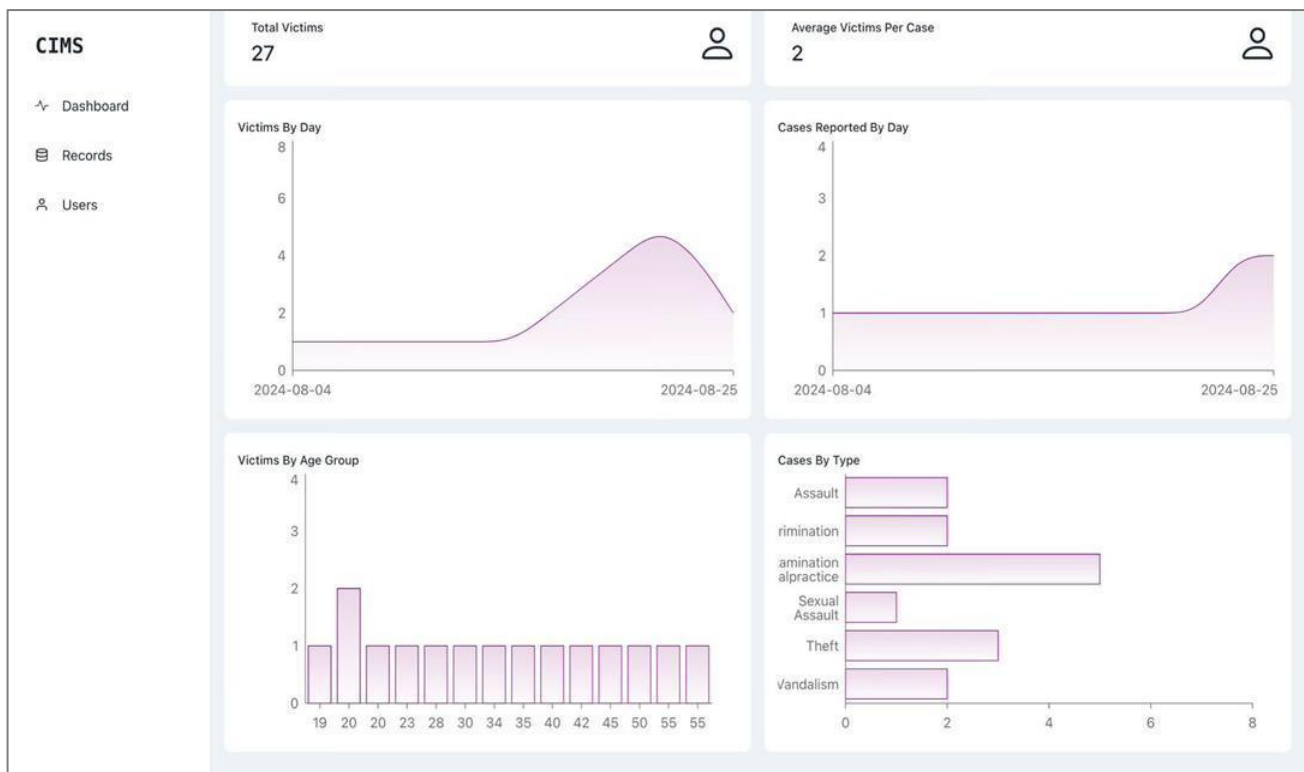 CIMS
Dashboard
Records
Users
Total Victims
27
Average Victims Per Case
2
Victims By Day
8
6
4
2
0
2024-08-04 2024-08-25
Cases Reported By Day
4
3
2
1
0
2024-08-04 2024-08-25
Victims By Age Group
4
3
2
1
0
19 20 20 23 28 30 34 35 40 42 45 50 55 55
Cases By Type
Assault
rimination
amination
alpractice
Sexual
Assault
Theft
Vandalism
0 2 4 6 8